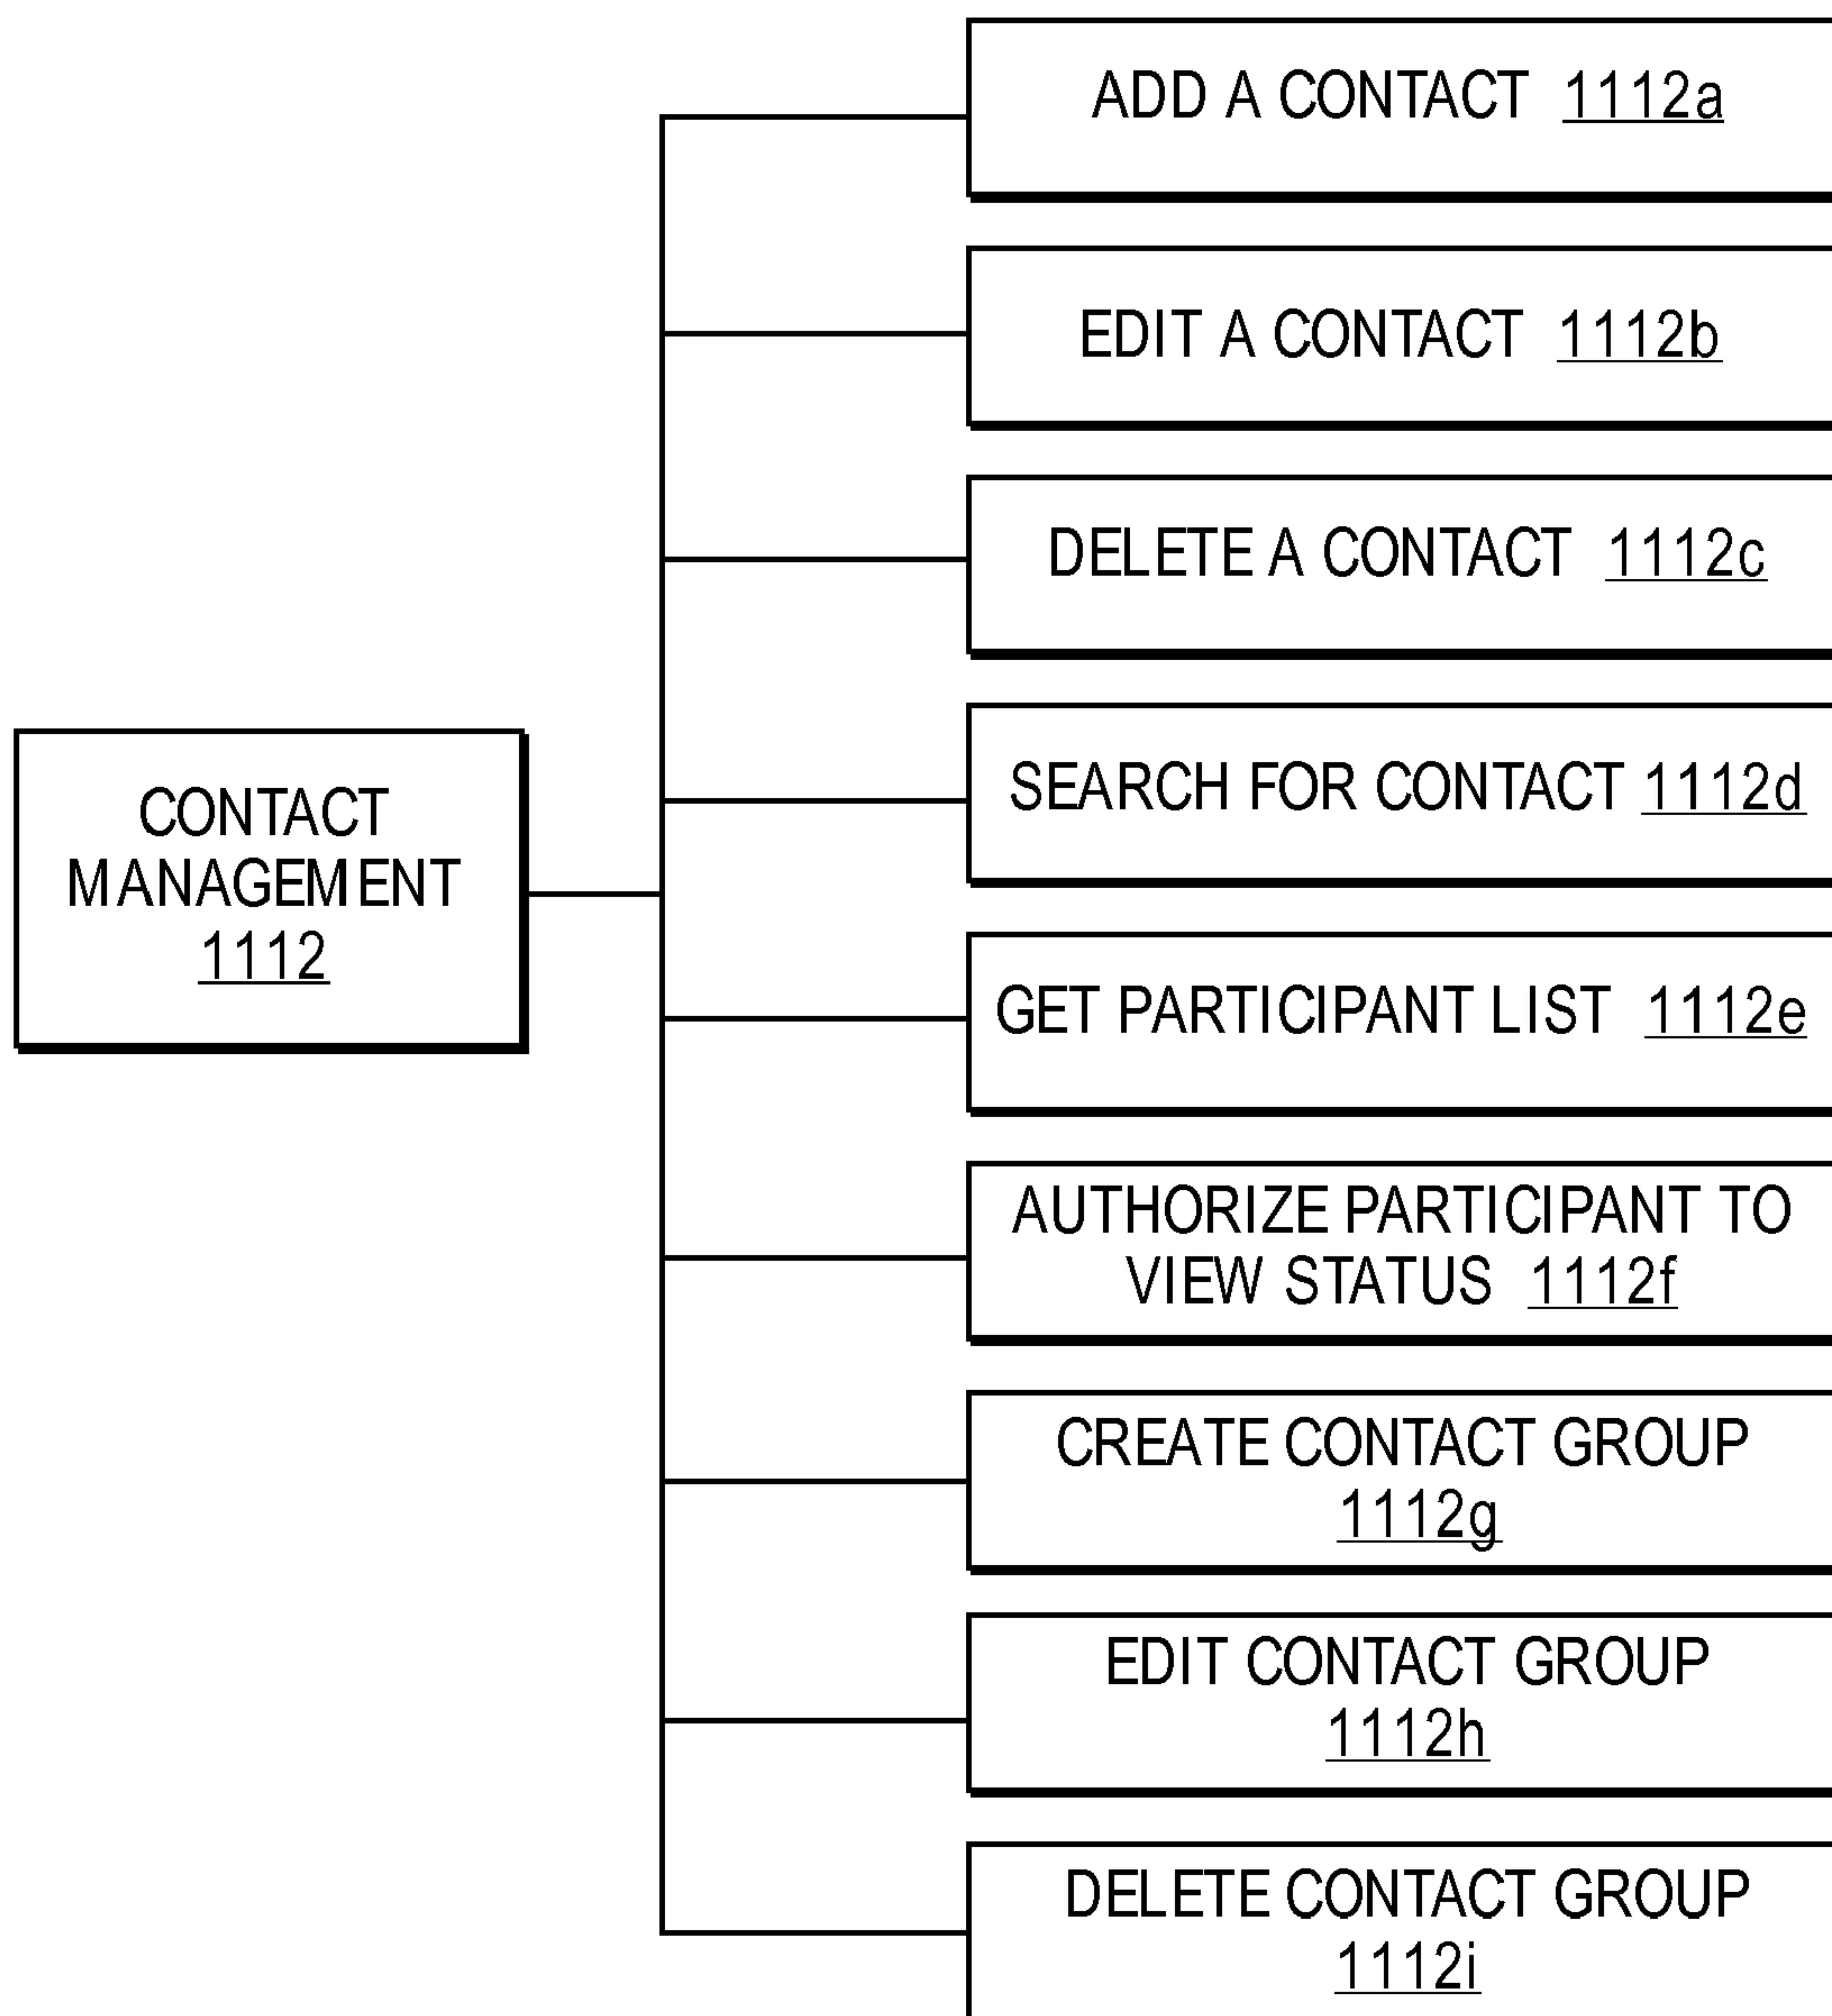 ADD A CONTACT 1112a
EDIT A CONTACT 1112b
DELETE A CONTACT 1112c
SEARCH FOR CONTACT 1112d
CONTACT
MANAGEMENT
1112
GET PARTICIPANT LIST 1112e
AUTHORIZE PARTICIPANT TO
VIEW STATUS 1112f
CREATE CONTACT GROUP
1112g
EDIT CONTACT GROUP
1112h
DELETE CONTACT GROUP
1112i